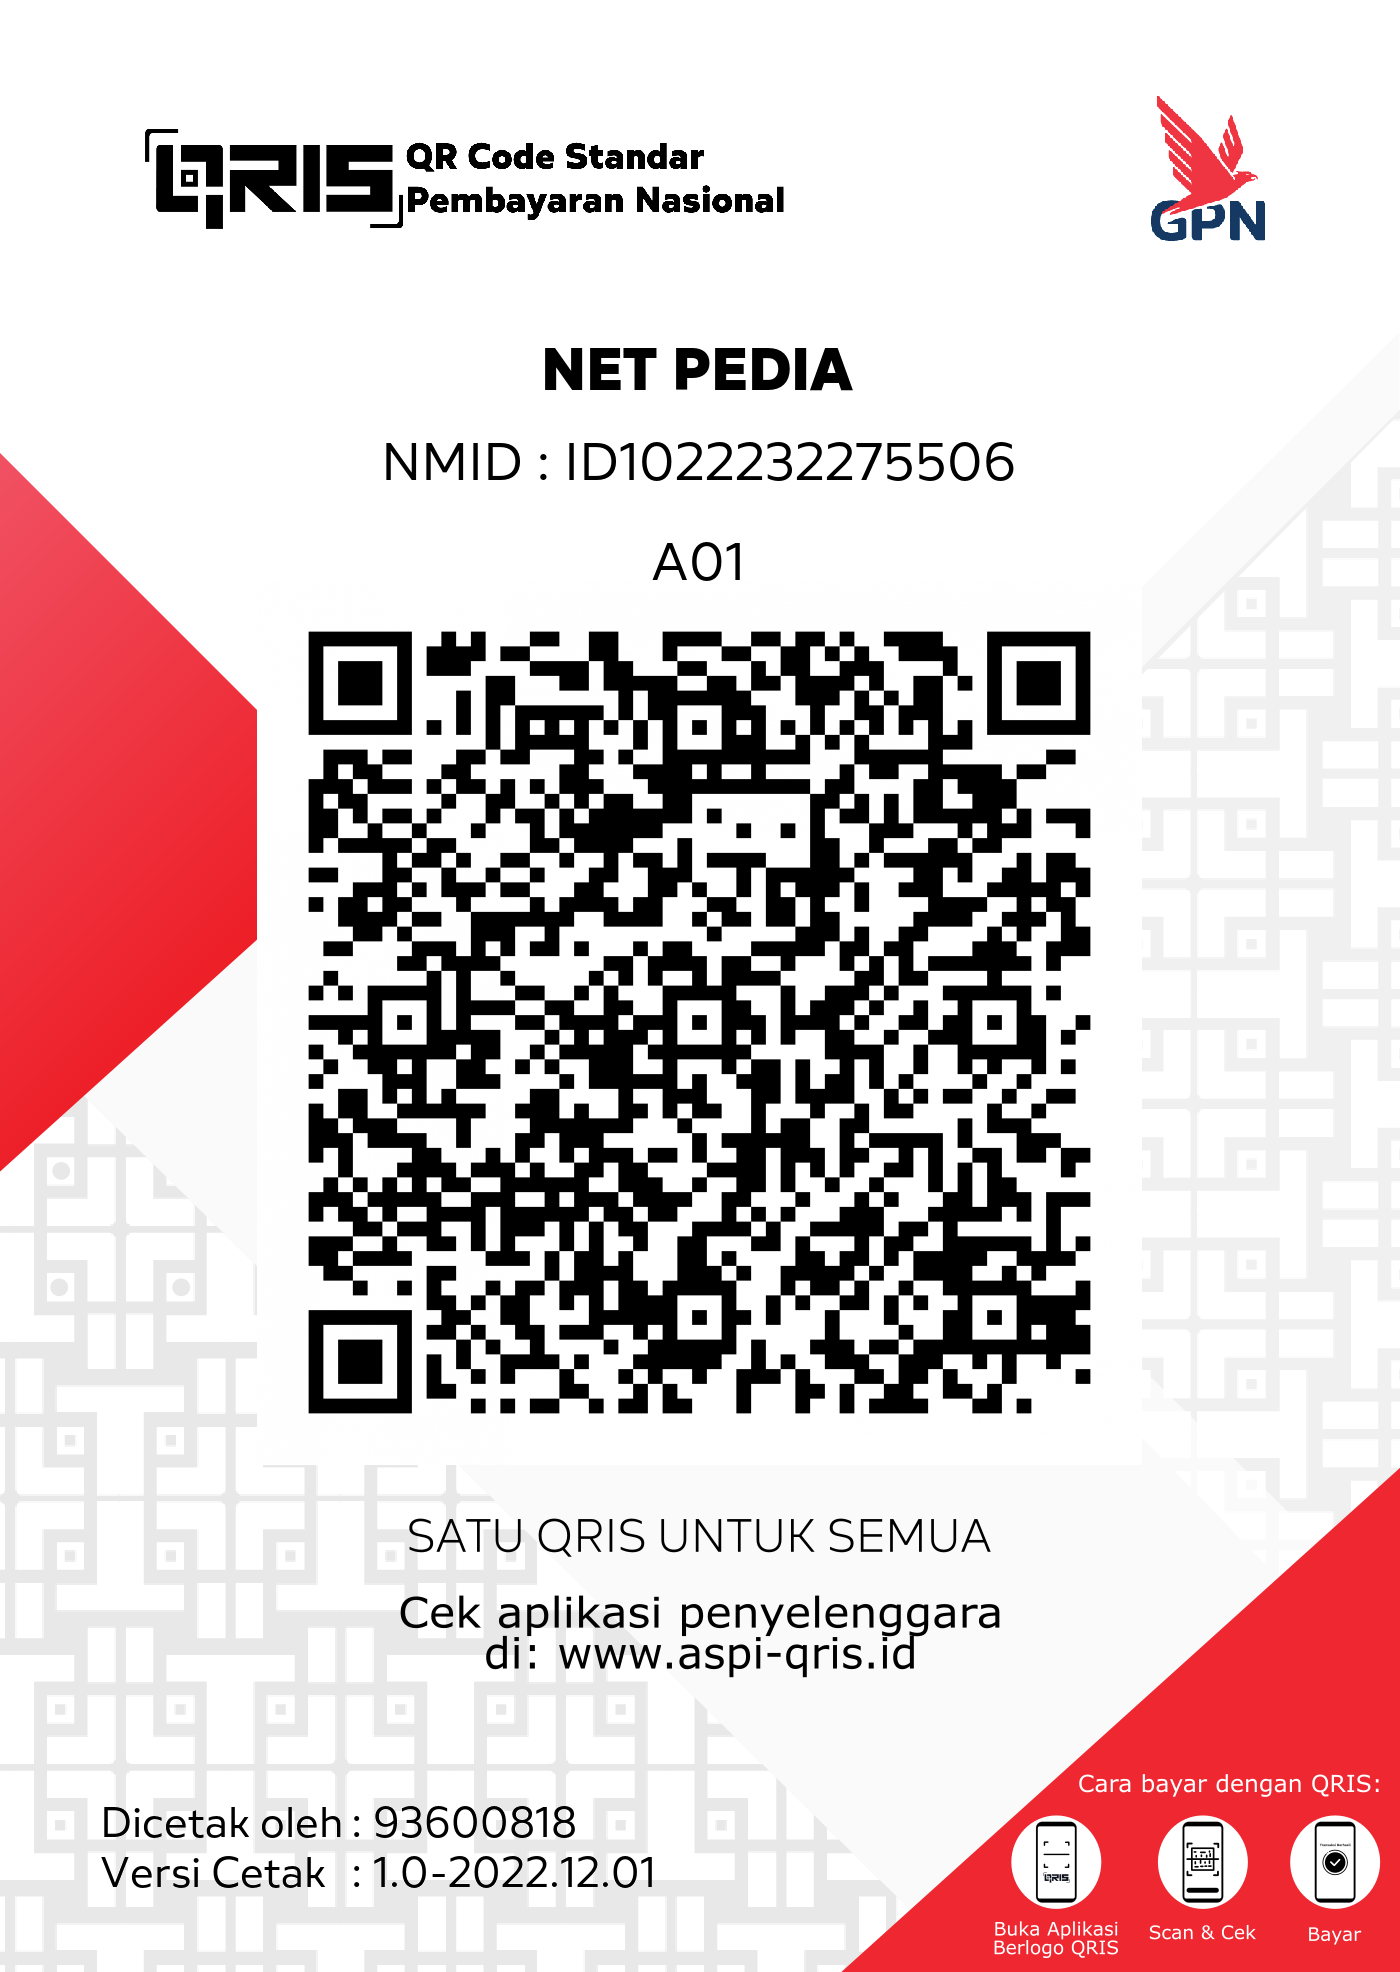 QRIS QR Code Standar
Pembayaran Nasional
GPN
NET PEDIA
NMID : ID1022232275506
A01
SATU QRIS UNTUK SEMUA
Cek aplikasi penyelenggara
di: www.aspi-qris.id
Dicetak oleh : 93600818
Versi Cetak : 1.0-2022.12.01
Cara bayar dengan QRIS:
QRIS
Buka Aplikasi
Berlogo QRIS
Scan & Cek
Bayar